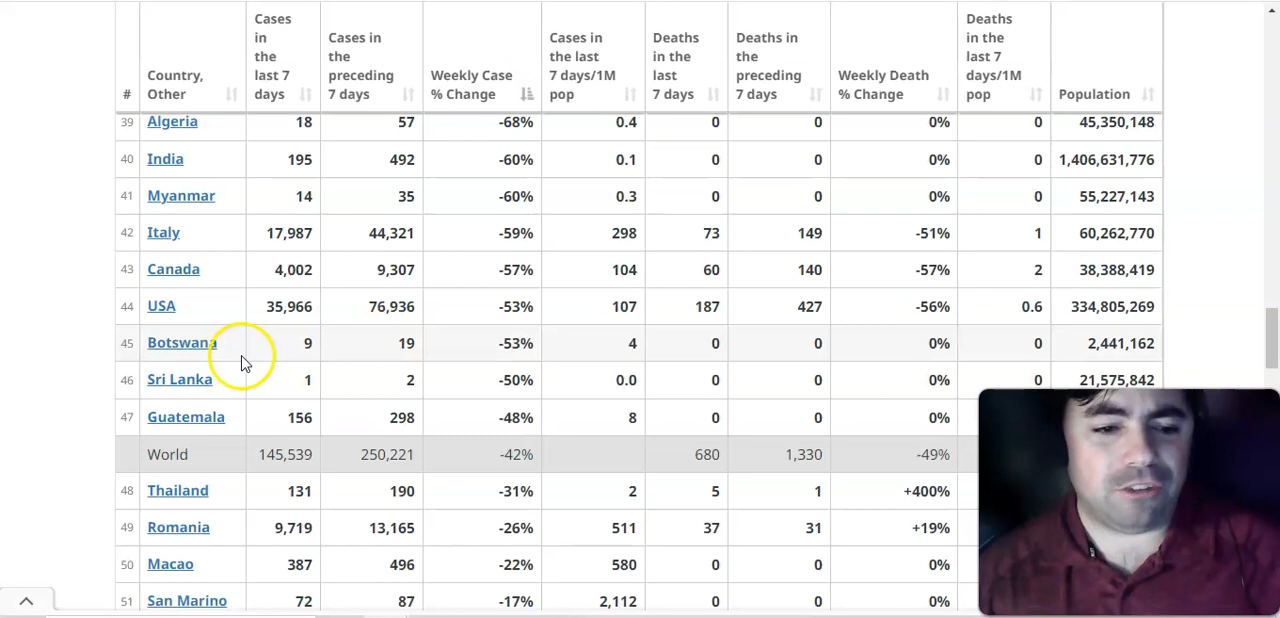 # Country, Other Cases in the last 7 days Cases in the preceding 7 days Weekly Case % Change Cases in the last 7 days/1M pop Deaths in the last 7 days Deaths in the preceding 7 days Weekly Death % Change Deaths in the last 7 days/1M pop Population
39 Algeria 18 57 -68% 0.4 0 0 0% 0 45,350,148
40 India 195 492 -60% 0.1 0 0 0% 0 1,406,631,776
41 Myanmar 14 35 -60% 0.3 0 0 0% 0 55,227,143
42 Italy 17,987 44,321 -59% 298 73 149 -51% 1 60,262,770
43 Canada 4,002 9,307 -57% 104 60 140 -57% 2 38,388,419
44 USA 35,966 76,936 -53% 107 187 427 -56% 0.6 334,805,269
45 Botswana 9 19 -53% 4 0 0 0% 0 2,441,162
46 Sri Lanka 1 2 -50% 0.0 0 0 0% 0 21,575,842
47 Guatemala 156 298 -48% 8 0 0 0%
World 145,539 250,221 -42% 680 1,330 -49%
48 Thailand 131 190 -31% 2 5 1 +400%
49 Romania 9,719 13,165 -26% 511 37 31 +19%
50 Macao 387 496 -22% 580 0 0 0%
51 San Marino 72 87 -17% 2,112 0 0 0%